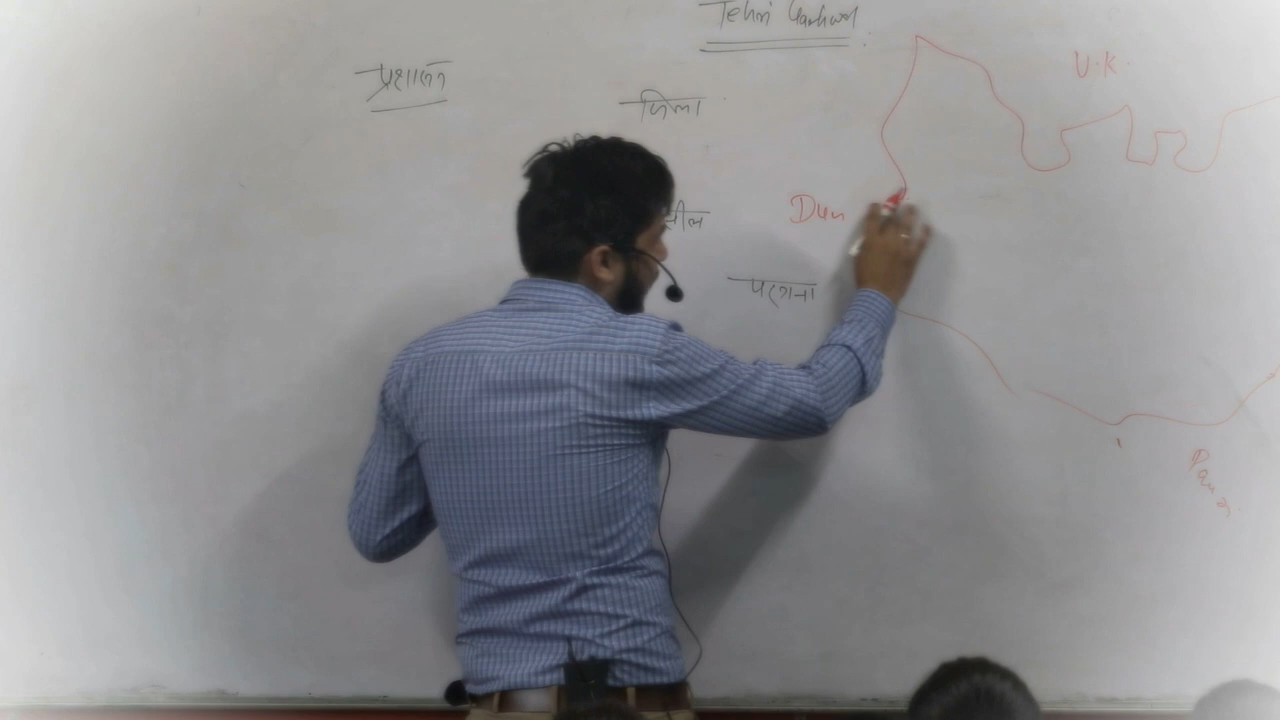 Tehri Garhwal
प्रशासन
जिला
U.K.
Dun
सील
परगना